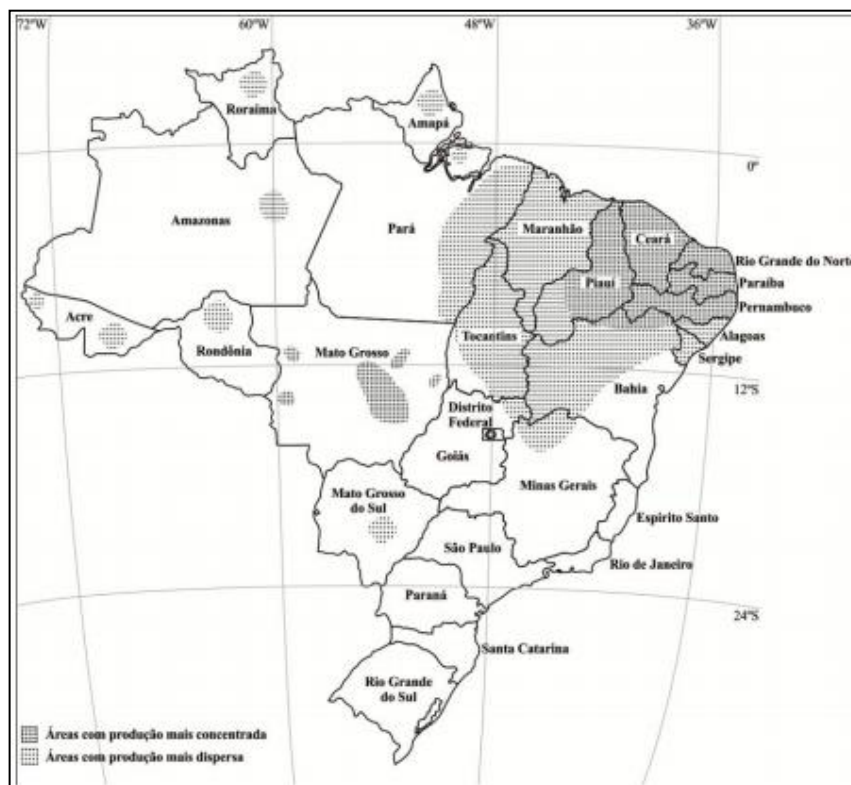 72°W
60°W
48°W
36°W
Roraima
Amapá
0°
Amazonas
Pará
Maranhão
Ceará
Rio Grande do Norte
Paraíba
Piauí
Pernambuco
Acre
Tocantins
Alagoas
Rondônia
Mato Grosso
Sergipe
Bahia
12°S
Distrito
Federal
Goiás
Minas Gerais
Mato Grosso
do Sul
Espirito Santo
São Paulo
Rio de Janeiro
Paraná
24°S
Santa Catarina
Rio Grande
do Sul
Áreas com produção mais concentrada
Áreas com produção mais dispersa